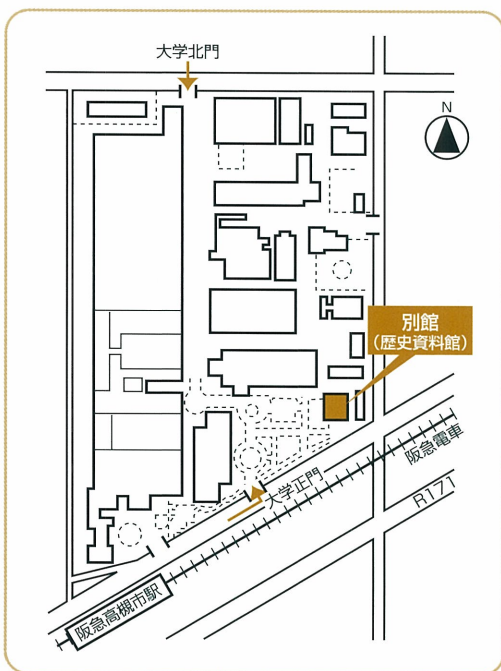 大学北門
N
別館
(歴史資料館)
阪急電車
大学正門
R171
阪急高槻市駅